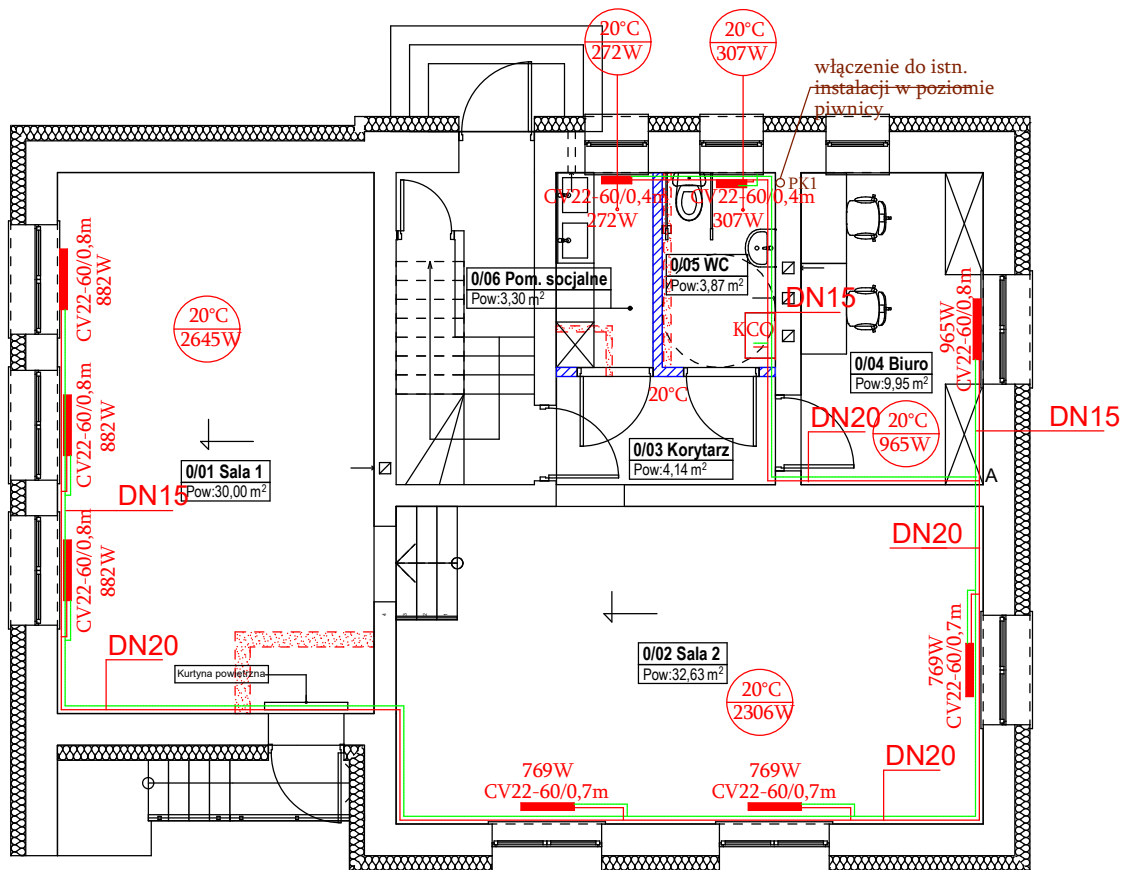 20°C
272W
20°C
307W
włączenie do istn.
instalacji w poziomie
piwnicy
PK1
CV22-60/0,4m
272W
CV22-60/0,4m
307W
0/06 Pom. socjalne
Pow:3,30 m²
0/05 WC
Pow:3,87 m²
DN15
KCO
CV22-60/0,8m
882W
20°C
2645W
965W
CV22-60/0,8m
0/04 Biuro
Pow:9,95 m²
20°C
965W
DN20
DN15
20°C
0/03 Korytarz
Pow:4,14 m²
CV22-60/0,8m
882W
0/01 Sala 1
Pow:30,00 m²
DN15
A
DN20
CV22-60/0,8m
882W
DN20
Kurtyna powietrzna
0/02 Sala 2
Pow:32,63 m²
20°C
2306W
769W
CV22-60/0,7m
DN20
769W
CV22-60/0,7m
769W
CV22-60/0,7m